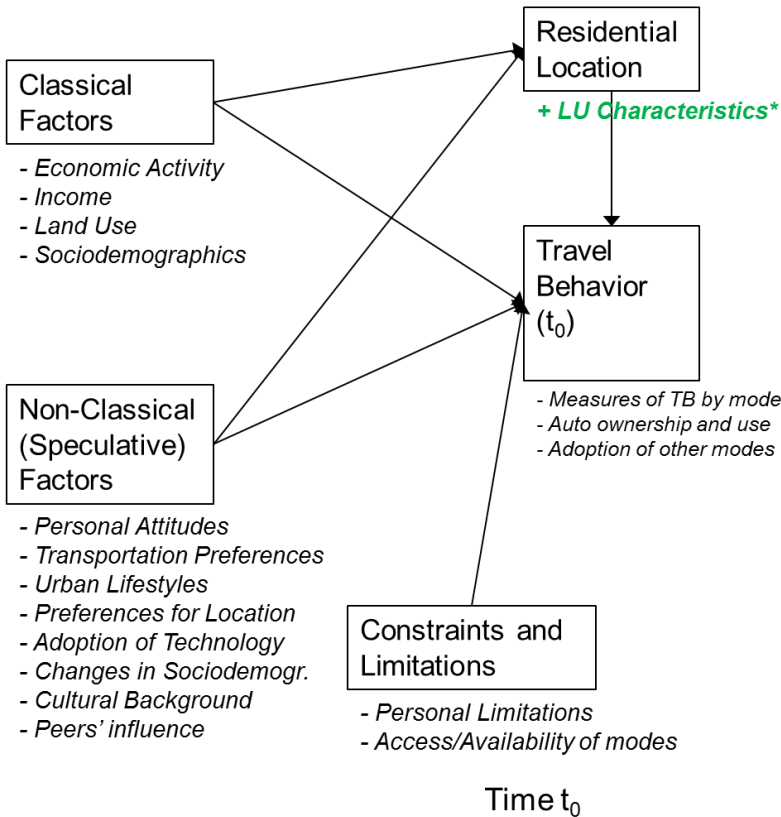 Classical
Factors
- Economic Activity
- Income
- Land Use
- Sociodemographics
Residential
Location
+ LU Characteristics*
Travel
Behavior
(t₀)
- Measures of TB by mode
- Auto ownership and use
- Adoption of other modes
Non-Classical
(Speculative)
Factors
- Personal Attitudes
- Transportation Preferences
- Urban Lifestyles
- Preferences for Location
- Adoption of Technology
- Changes in Sociodemogr.
- Cultural Background
- Peers’ influence
Constraints and
Limitations
- Personal Limitations
- Access/Availability of modes
Time t₀